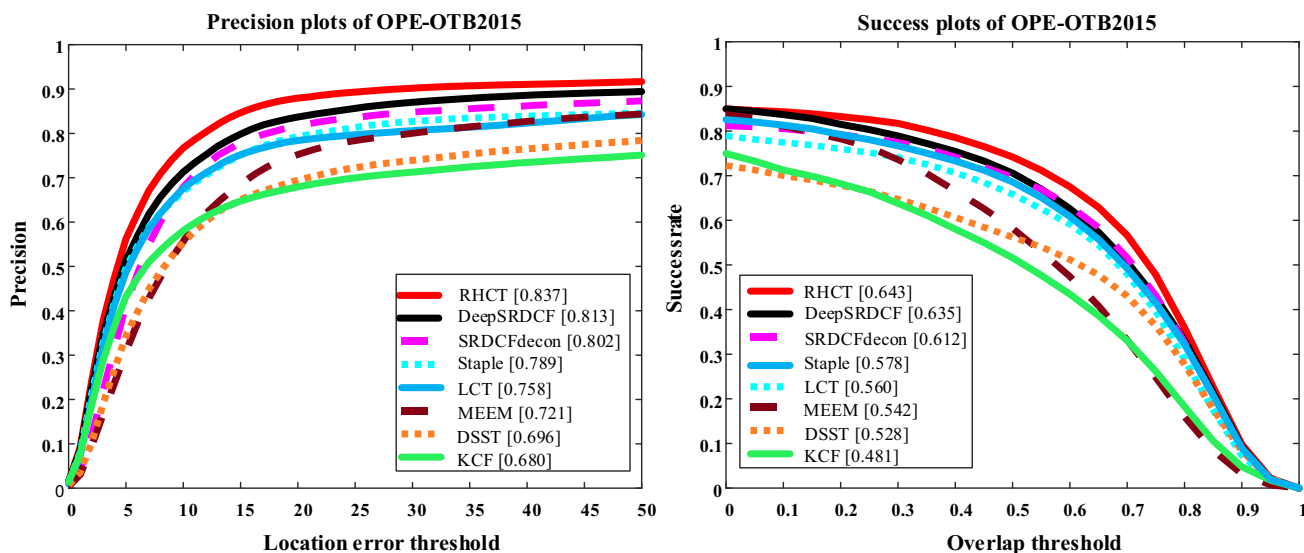 Precision plots of OPE-OTB2015
1
0.9
0.8
0.7
0.6
0.5
0.4
0.3
0.2
0.1
0
Precision
RHCT [0.837]
DeepSRDCF [0.813]
SRDCFdecon [0.802]
Staple [0.789]
LCT [0.758]
MEEM [0.721]
DSST [0.696]
KCF [0.680]
0 5 10 15 20 25 30 35 40 45 50
Location error threshold
Success plots of OPE-OTB2015
1
0.9
0.8
0.7
0.6
0.5
0.4
0.3
0.2
0.1
0
Success rate
RHCT [0.643]
DeepSRDCF [0.635]
SRDCFdecon [0.612]
Staple [0.578]
LCT [0.560]
MEEM [0.542]
DSST [0.528]
KCF [0.481]
0 0.1 0.2 0.3 0.4 0.5 0.6 0.7 0.8 0.9 1
Overlap threshold